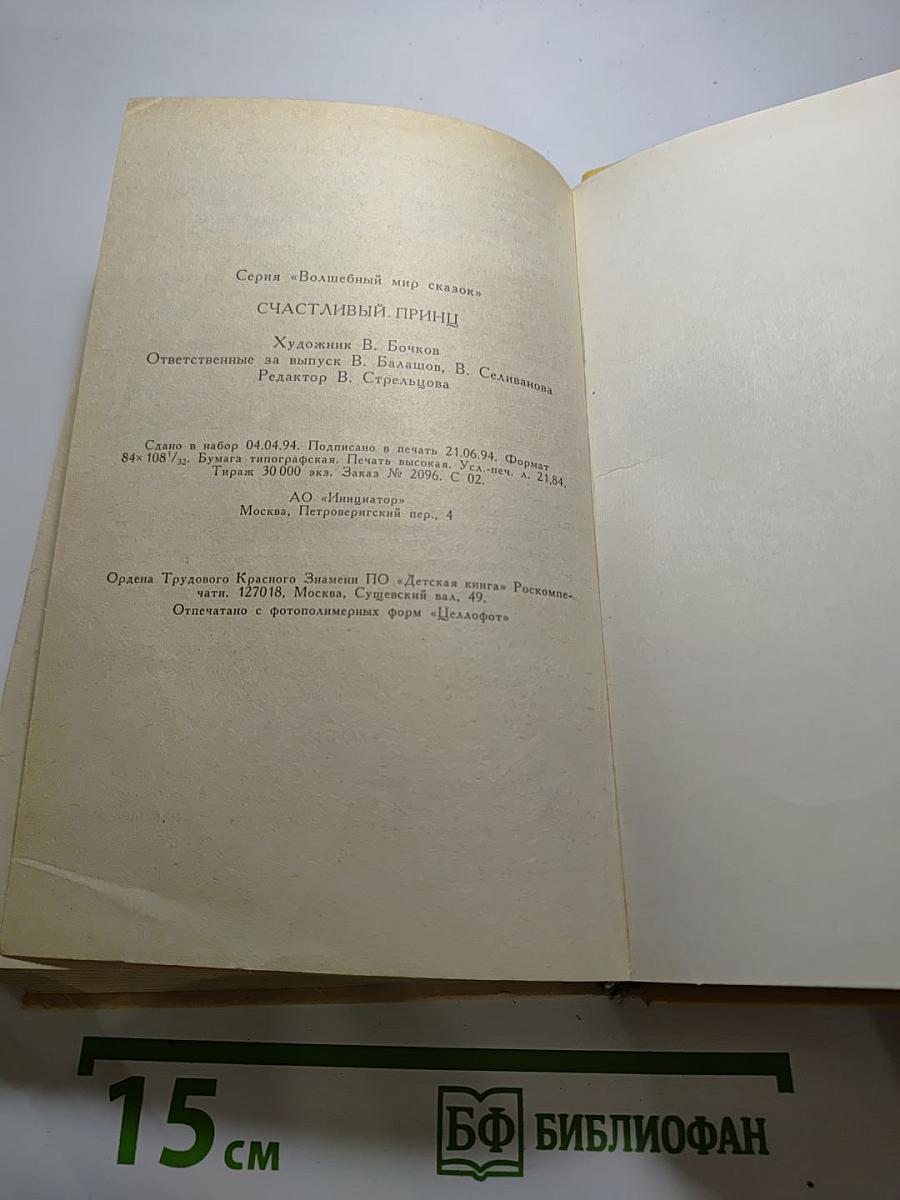 Серия «Волшебный мир сказок»
СЧАСТЛИВЫЙ ПРИНЦ
Художник В. Бочков
Ответственные за выпуск В. Балашов, В. Селиванова
Редактор В. Стрельцова
Сдано в набор 04.04.94. Подписано в печать 21.06.94. Формат
84×108¹/₃₂. Бумага типографская. Печать высокая. Усл.-печ. л. 21,84.
Тираж 30 000 экз. Заказ № 2096. С 02.
АО «Инициатор»
Москва, Петроверигский пер., 4
Ордена Трудового Красного Знамени ПО «Детская книга» Роскомпе-
чати. 127018, Москва, Сущевский вал, 49.
Отпечатано с фотополимерных форм «Целлофот»
15 см
БФ БИБЛИОФАН